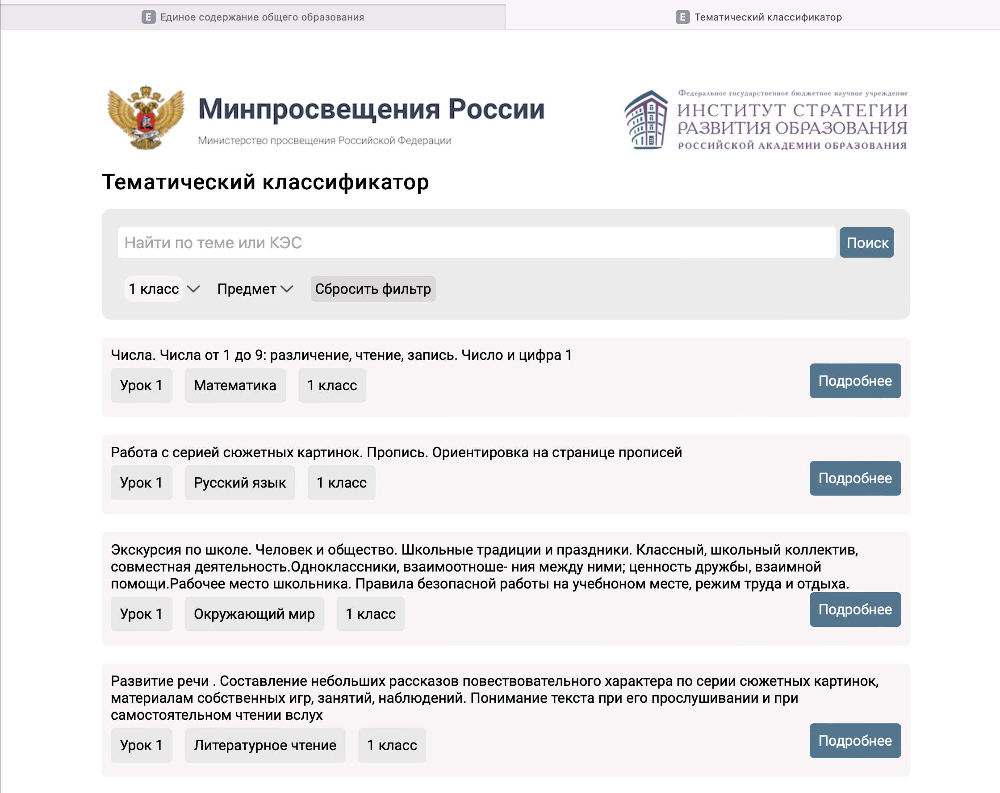 E Единое содержание общего образования
E Тематический классификатор
Минпросвещения России
Министерство просвещения Российской Федерации
Федеральное государственное бюджетное научное учреждение
ИНСТИТУТ СТРАТЕГИИ
РАЗВИТИЯ ОБРАЗОВАНИЯ
РОССИЙСКОЙ АКАДЕМИИ ОБРАЗОВАНИЯ
Тематический классификатор
Найти по теме или КЭС
Поиск
1 класс Предмет Сбросить фильтр
Числа. Числа от 1 до 9: различение, чтение, запись. Число и цифра 1
Урок 1 Математика 1 класс
Подробнее
Работа с серией сюжетных картинок. Пропись. Ориентировка на странице прописей
Урок 1 Русский язык 1 класс
Подробнее
Экскурсия по школе. Человек и общество. Школьные традиции и праздники. Классный, школьный коллектив,
совместная деятельность.Одноклассники, взаимоотноше- ния между ними; ценность дружбы, взаимной
помощи.Рабочее место школьника. Правила безопасной работы на учебноном месте, режим труда и отдыха.
Урок 1 Окружающий мир 1 класс
Подробнее
Развитие речи . Составление небольших рассказов повествовательного характера по серии сюжетных картинок,
материалам собственных игр, занятий, наблюдений. Понимание текста при его прослушивании и при
самостоятельном чтении вслух
Урок 1 Литературное чтение 1 класс
Подробнее